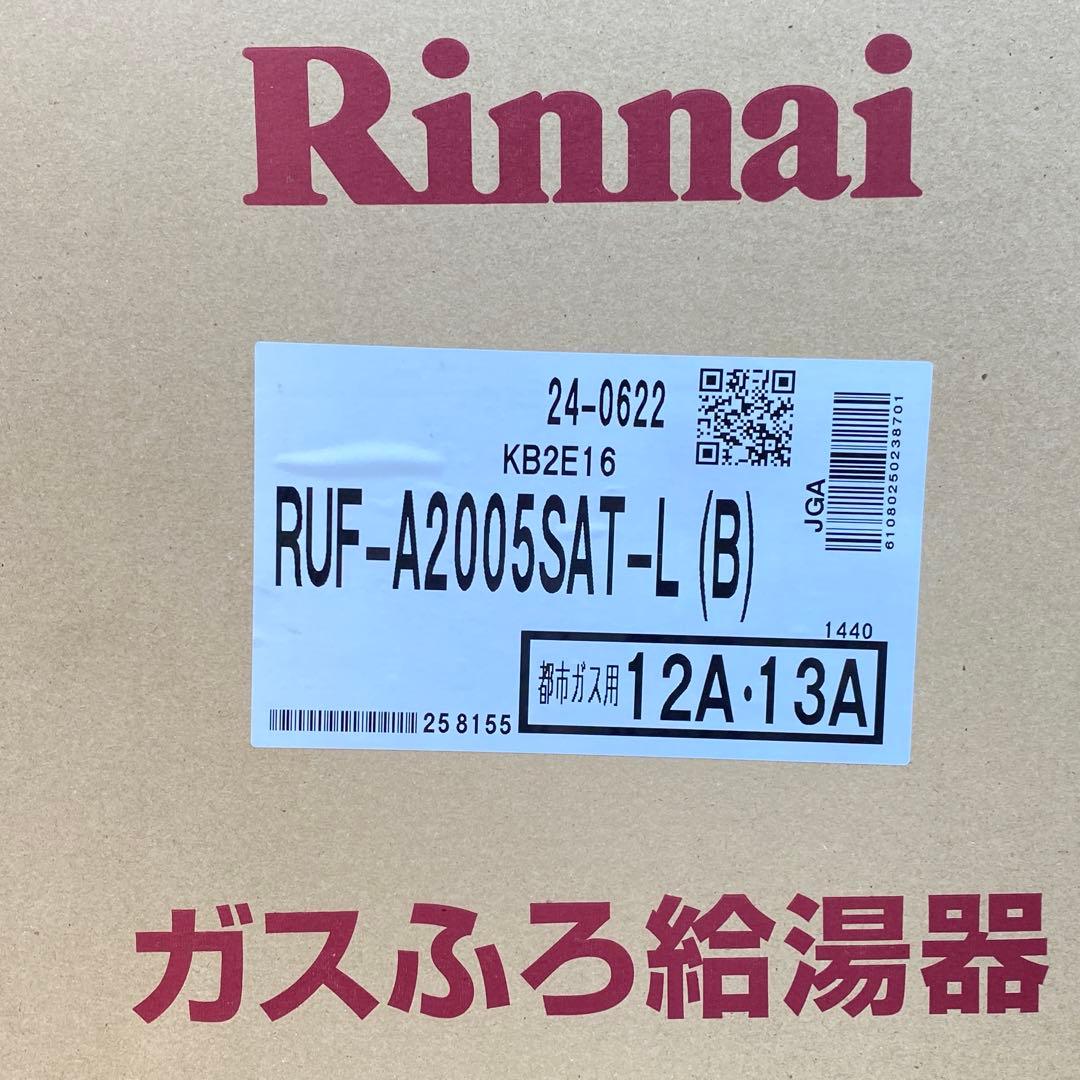 Rinnai
24-0622
KB2E16
RUF-A2005SAT-L (B)
JGA
61080250238701
1440
都市ガス用 12A·13A
258155
ガスふろ給湯器